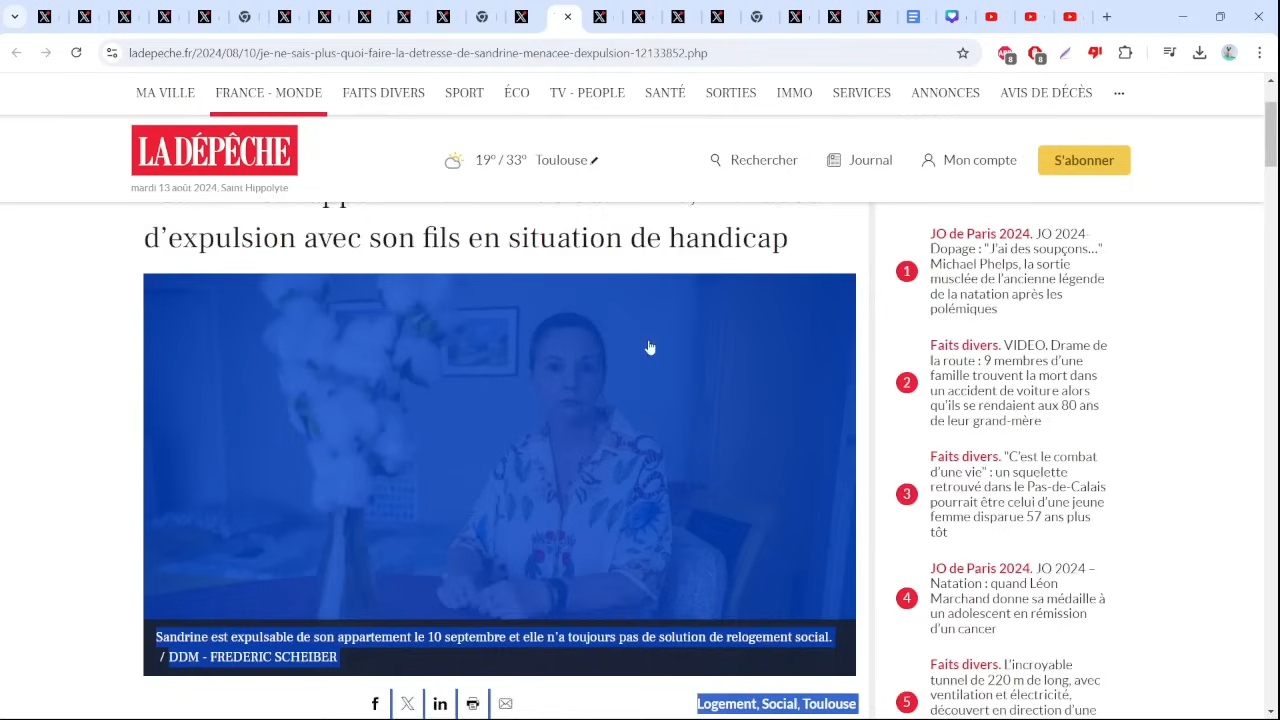 ladepeche.fr/2024/08/10/je-ne-sais-plus-quoi-faire-la-detresse-de-sandrine-menacee-dexpulsion-12133852.php
8
8
MA VILLE
FRANCE - MONDE
FAITS DIVERS
SPORT
ÉCO
TV - PEOPLE
SANTÉ
SORTIES
IMMO
SERVICES
ANNONCES
AVIS DE DÉCÈS
...
LA DÉPÊCHE
19° / 33° Toulouse
Rechercher
Journal
Mon compte
S'abonner
mardi 13 août 2024, Saint Hippolyte
d'expulsion avec son fils en situation de handicap
Sandrine est expulsable de son appartement le 10 septembre et elle n'a toujours pas de solution de relogement social.
/ DDM - FREDERIC SCHEIBER
Logement, Social, Toulouse
1
JO de Paris 2024. JO 2024-
Dopage : "J'ai des soupçons..."
Michael Phelps, la sortie
musclée de l'ancienne légende
de la natation après les
polémiques
2
Faits divers. VIDEO. Drame de
la route : 9 membres d'une
famille trouvent la mort dans
un accident de voiture alors
qu'ils se rendaient aux 80 ans
de leur grand-mère
3
Faits divers. "C'est le combat
d'une vie" : un squelette
retrouvé dans le Pas-de-Calais
pourrait être celui d'une jeune
femme disparue 57 ans plus
tôt
4
JO de Paris 2024. JO 2024 –
Natation : quand Léon
Marchand donne sa médaille à
un adolescent en rémission
d'un cancer
5
Faits divers. L'incroyable
tunnel de 220 m de long, avec
ventilation et électricité,
découvert en direction d'une